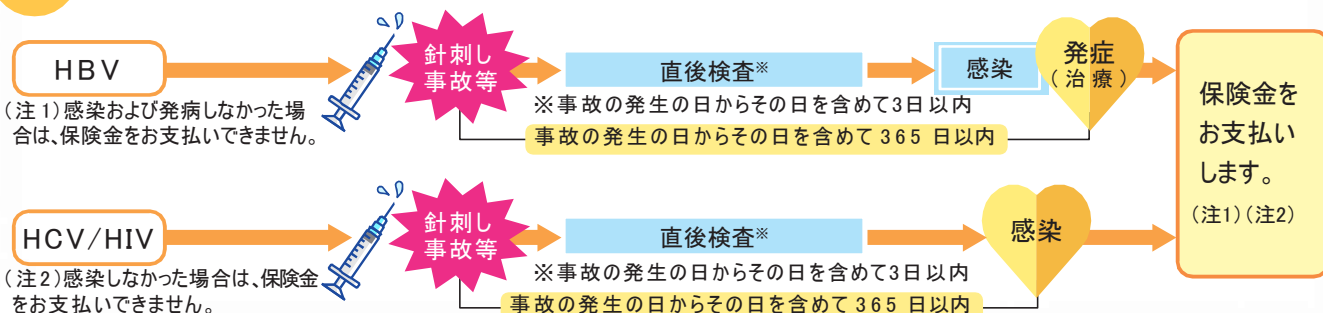 HBV
(注1)感染および発病しなかった場
合は、保険金をお支払いできません。
針刺し
事故等
直後検査※
※事故の発生の日からその日を含めて3日以内
事故の発生の日からその日を含めて365 日以内
感染
発症
(治療)
保険金を
お支払い
します。
(注1)(注2)
HCV/HIV
(注2)感染しなかった場合は、保険金
をお支払いできません。
針刺し
事故等
直後検査※
※事故の発生の日からその日を含めて3日以内
事故の発生の日からその日を含めて365 日以内
感染